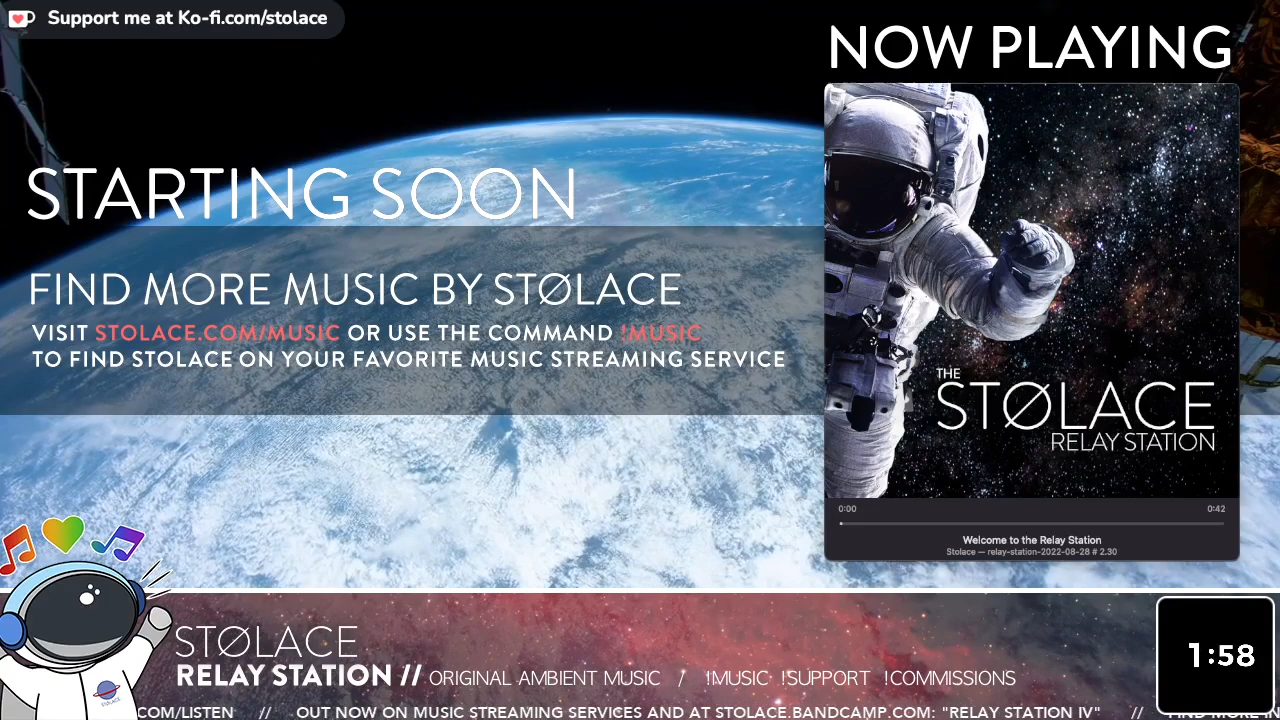 Support me at Ko-fi.com/stolace
NOW PLAYING
STARTING SOON
FIND MORE MUSIC BY STØLACE
VISIT STOLACE.COM/MUSIC OR USE THE COMMAND !MUSIC
TO FIND STOLACE ON YOUR FAVORITE MUSIC STREAMING SERVICE
THE
STØLACE
RELAY STATION
0:00 0:42
Welcome to the Relay Station
Stolace — relay-station-2022-08-28 # 2.30
STØLACE
RELAY STATION // ORIGINAL AMBIENT MUSIC / !MUSIC !SUPPORT !COMMISSIONS
1:58
STØLACE
COM/LISTEN // OUT NOW ON MUSIC STREAMING SERVICES AND AT STOLACE.BANDCAMP.COM: "RELAY STATION IV" //